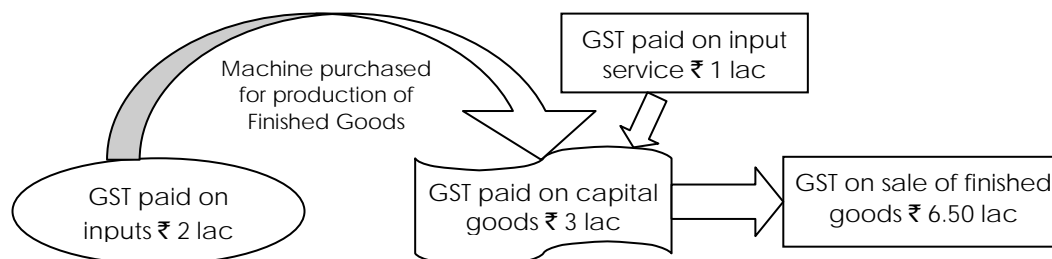 GST paid on input
service ₹ 1 lac
Machine purchased
for production of
Finished Goods
GST paid on
inputs ₹ 2 lac
GST paid on capital
goods ₹ 3 lac
GST on sale of finished
goods ₹ 6.50 lac